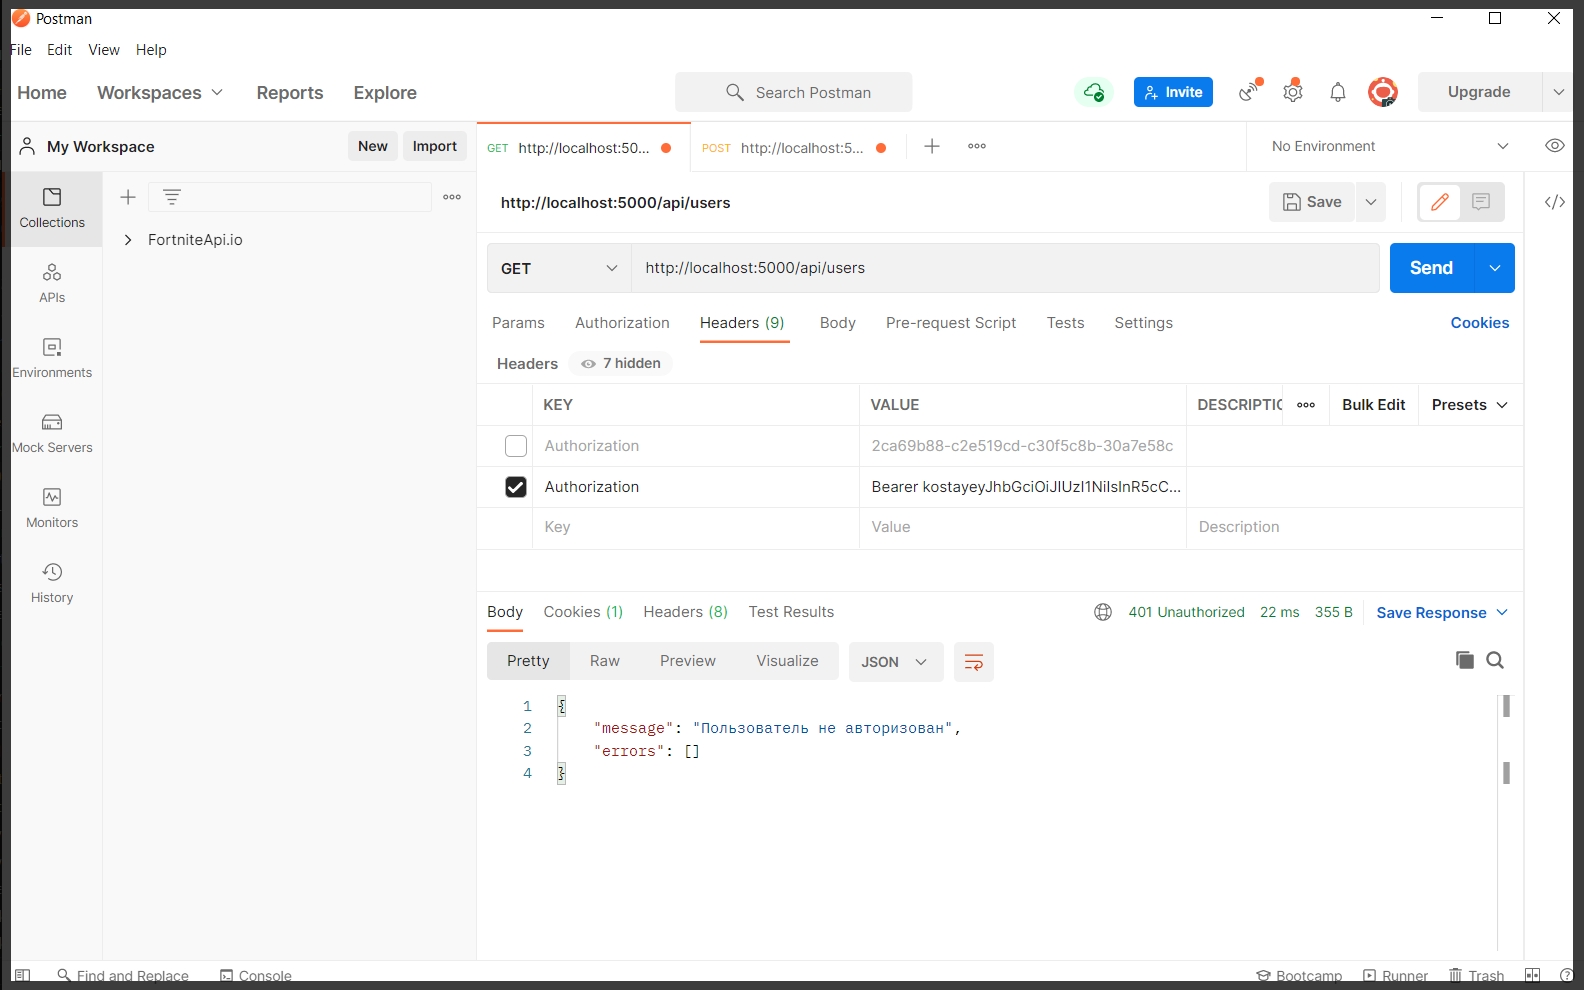 Postman
File Edit View Help
Home Workspaces Reports Explore Search Postman Invite Upgrade
My Workspace New Import GET http://localhost:50... POST http://localhost:5... No Environment
Collections
http://localhost:5000/api/users Save
FortniteApi.io
GET http://localhost:5000/api/users Send
APIs
Params Authorization Headers (9) Body Pre-request Script Tests Settings Cookies
Headers 7 hidden
Environments
KEY VALUE DESCRIPTIO Bulk Edit Presets
Authorization 2ca69b88-c2e519cd-c30f5c8b-30a7e58c
Mock Servers
Authorization Bearer kostayeyJhbGciOiJIUzI1NiIsInR5cC...
Monitors
Key Value Description
History
Body Cookies (1) Headers (8) Test Results 401 Unauthorized 22 ms 355 B Save Response
Pretty Raw Preview Visualize JSON
1 {
2 "message": "Пользователь не авторизован",
3 "errors": []
4 }
Find and Replace Console Bootcamp Runner Trash